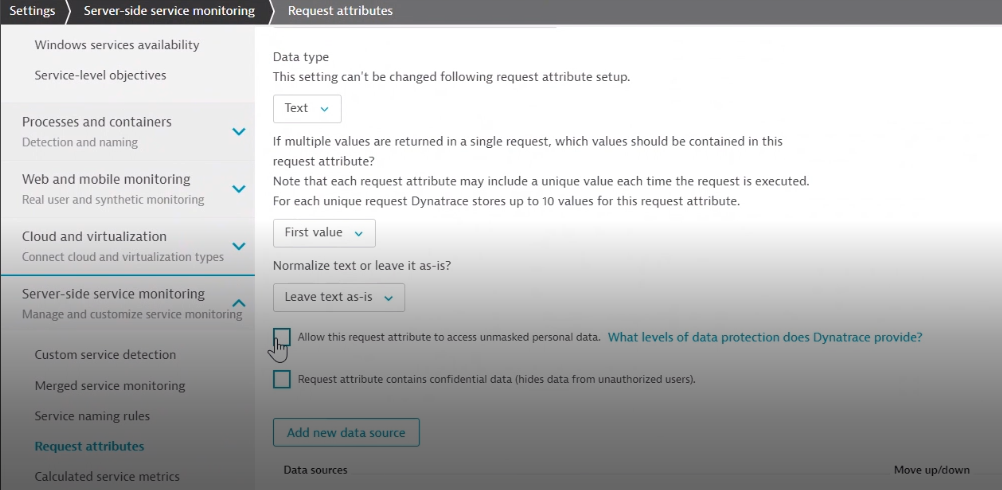 Settings
Server-side service monitoring
Request attributes
Windows services availability
Service-level objectives
Processes and containers
Detection and naming
Web and mobile monitoring
Real user and synthetic monitoring
Cloud and virtualization
Connect cloud and virtualization types
Server-side service monitoring
Manage and customize service monitoring
Custom service detection
Merged service monitoring
Service naming rules
Request attributes
Calculated service metrics
Data type
This setting can't be changed following request attribute setup.
Text
If multiple values are returned in a single request, which values should be contained in this
request attribute?
Note that each request attribute may include a unique value each time the request is executed.
For each unique request Dynatrace stores up to 10 values for this request attribute.
First value
Normalize text or leave it as-is?
Leave text as-is
Allow this request attribute to access unmasked personal data. What levels of data protection does Dynatrace provide?
Request attribute contains confidential data (hides data from unauthorized users).
Add new data source
Data sources
Move up/down